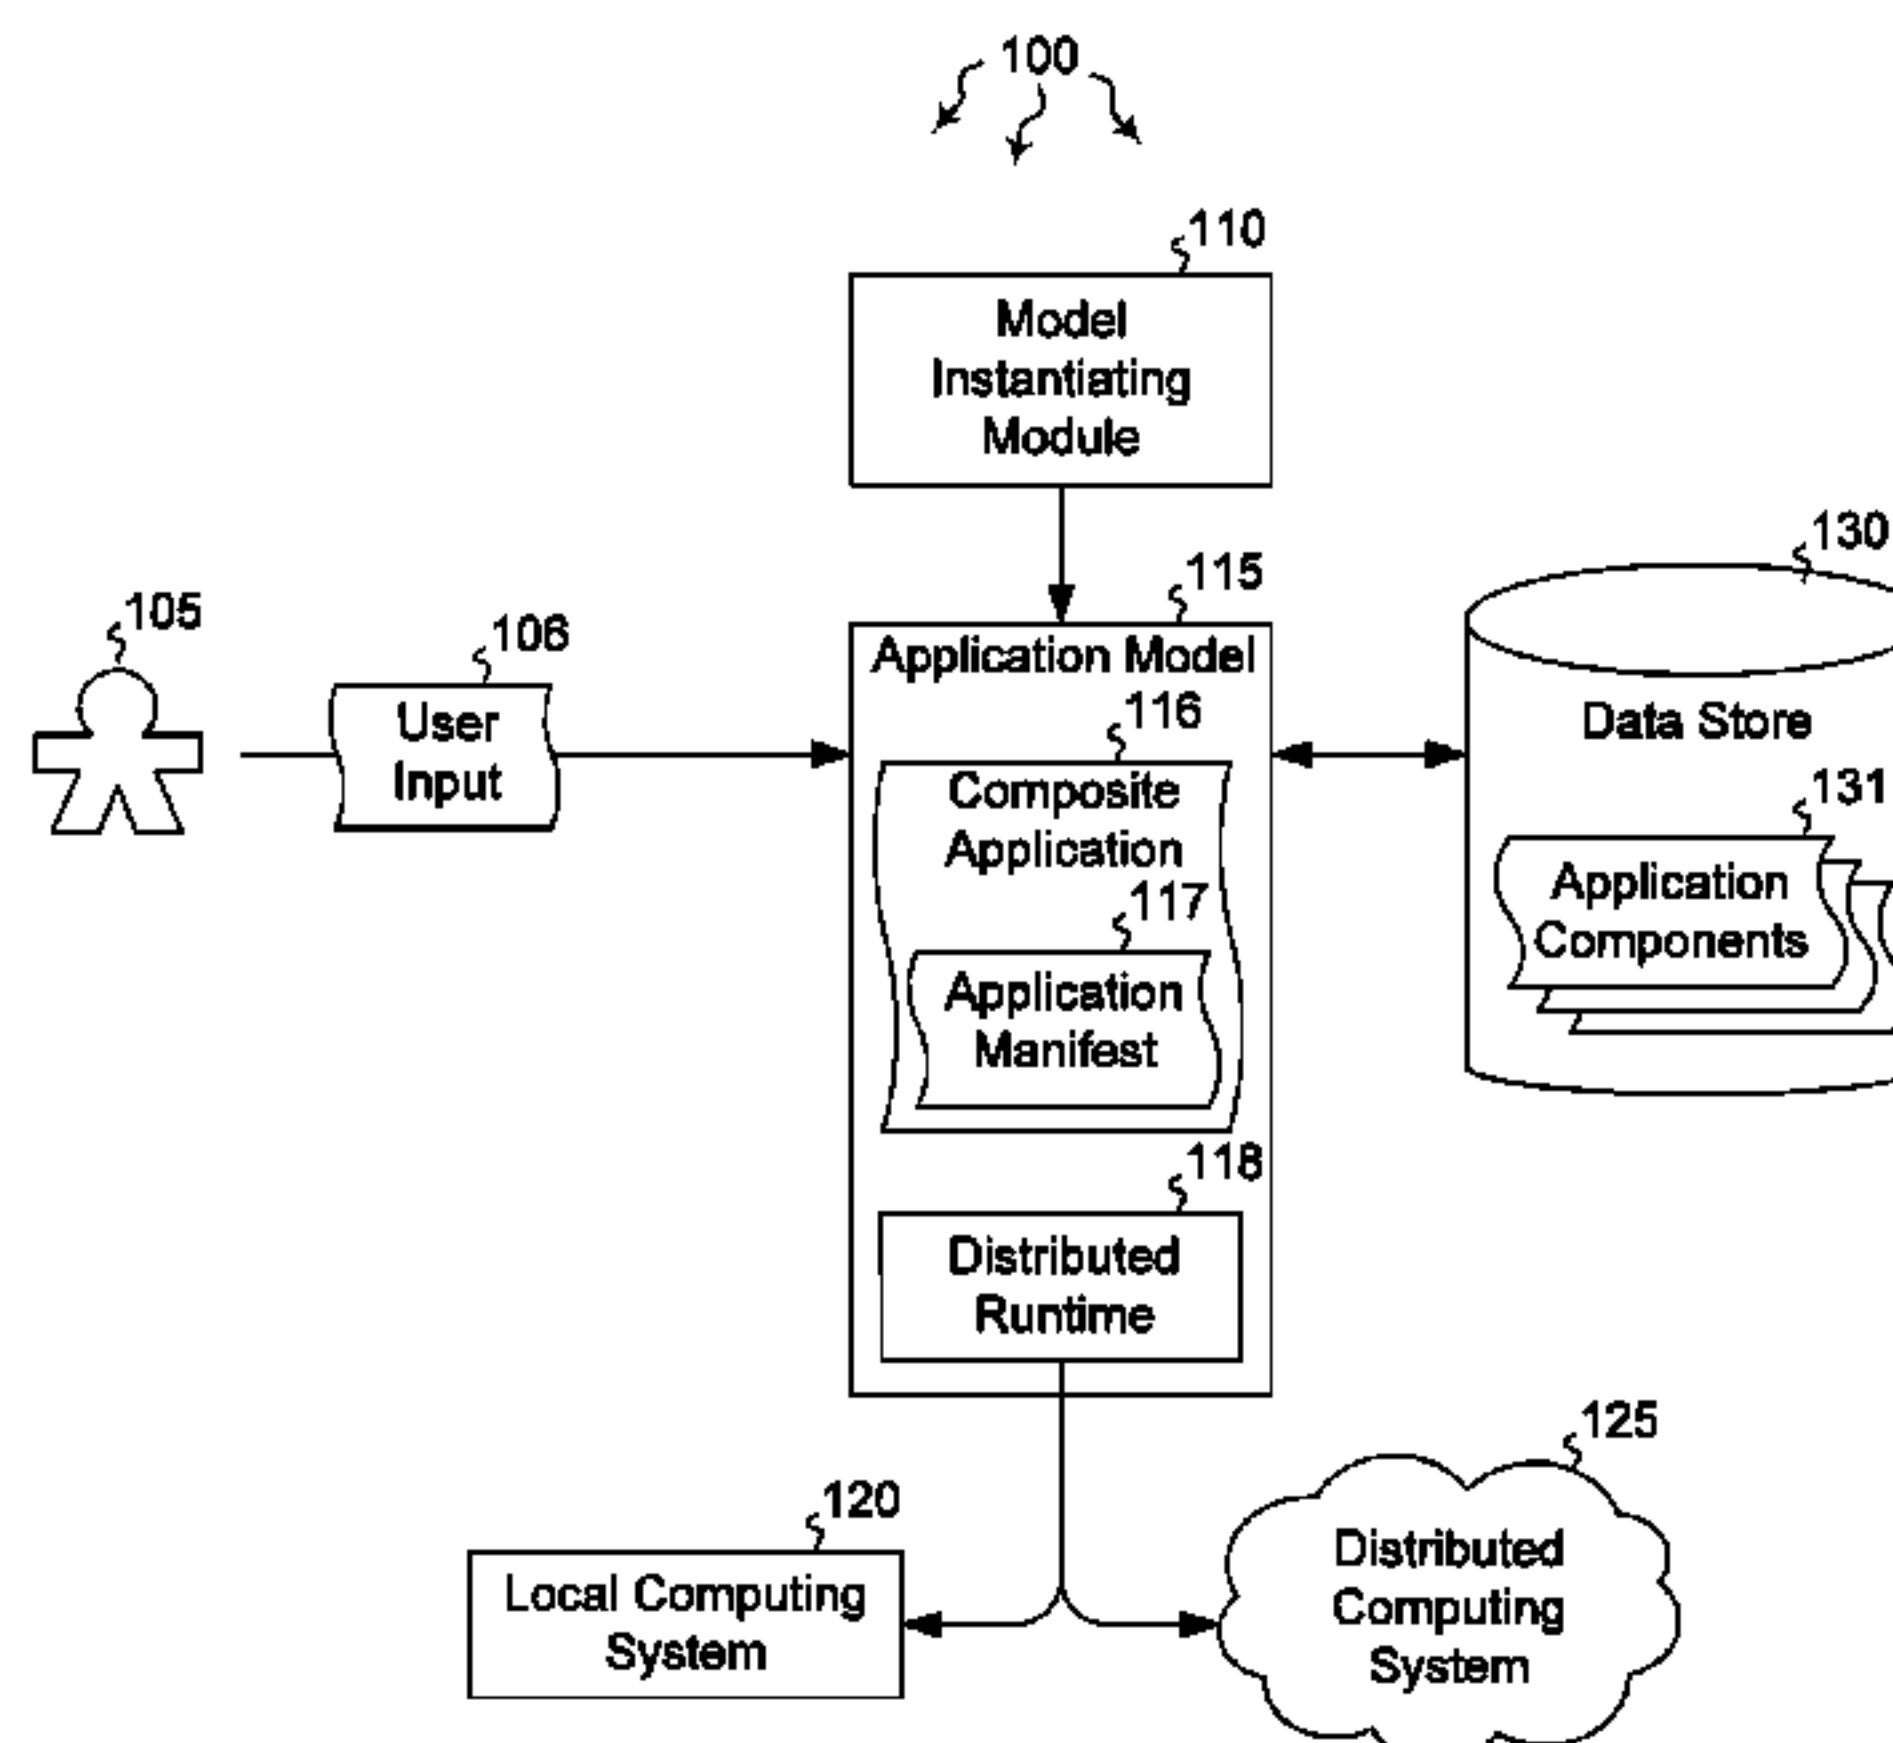 100
110
Model
Instantiating
Module
130
115
105
106
Application Model
User
Input
116
Data Store
Composite
Application
131
117
Application
Components
Application
Manifest
118
Distributed
Runtime
125
120
Distributed
Computing
System
Local Computing
System